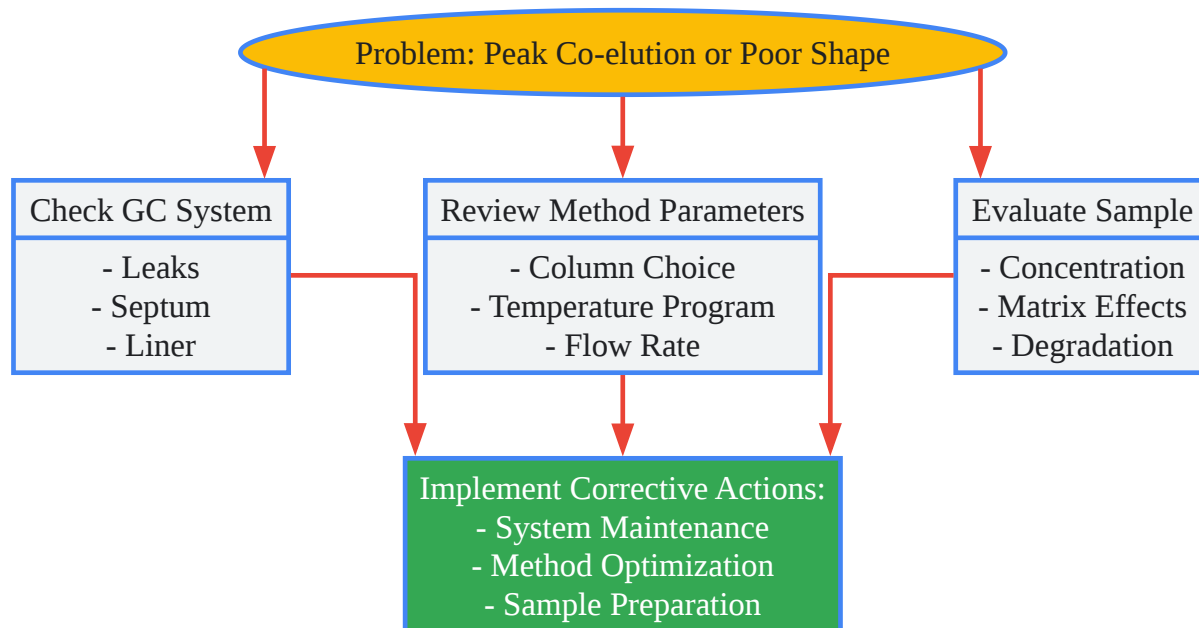 Problem: Peak Co-elution or Poor Shape
Check GC System
- Leaks
- Septum
- Liner
Review Method Parameters
- Column Choice
- Temperature Program
- Flow Rate
Evaluate Sample
- Concentration
- Matrix Effects
- Degradation
Implement Corrective Actions:
- System Maintenance
- Method Optimization
- Sample Preparation